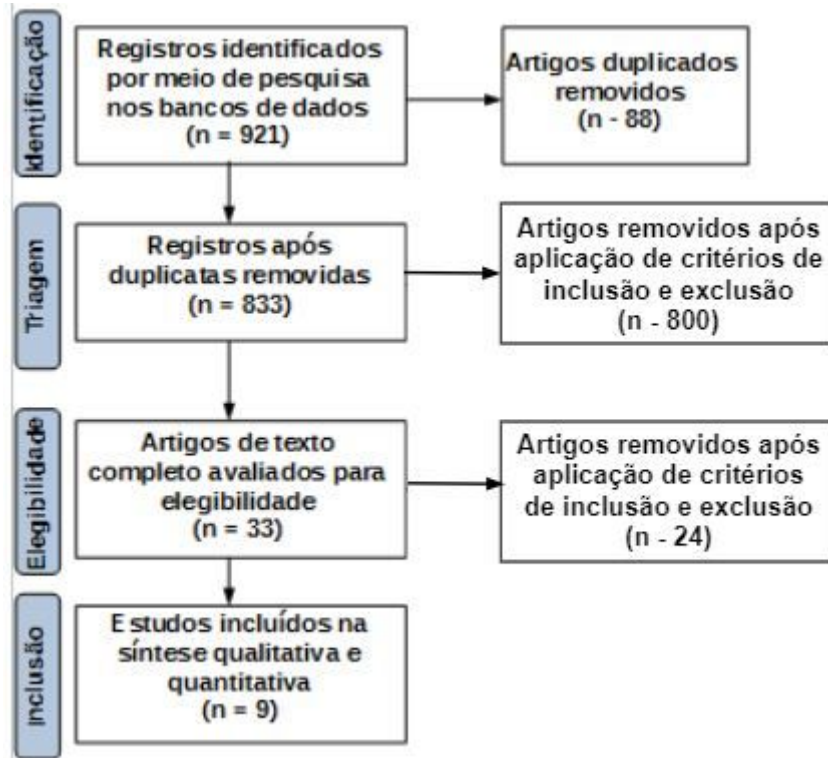 Identificação
Registros identificados
por meio de pesquisa
nos bancos de dados
(n = 921)
Artigos duplicados
removidos
(n - 88)
Triagem
Registros após
duplicatas removidas
(n = 833)
Artigos removidos após
aplicação de critérios de
inclusão e exclusão
(n - 800)
Elegibilidade
Artigos de texto
completo avaliados para
elegibilidade
(n = 33)
Artigos removidos após
aplicação de critérios
de inclusão e exclusão
(n - 24)
Inclusão
Estudos incluídos na
síntese qualitativa e
quantitativa
(n = 9)